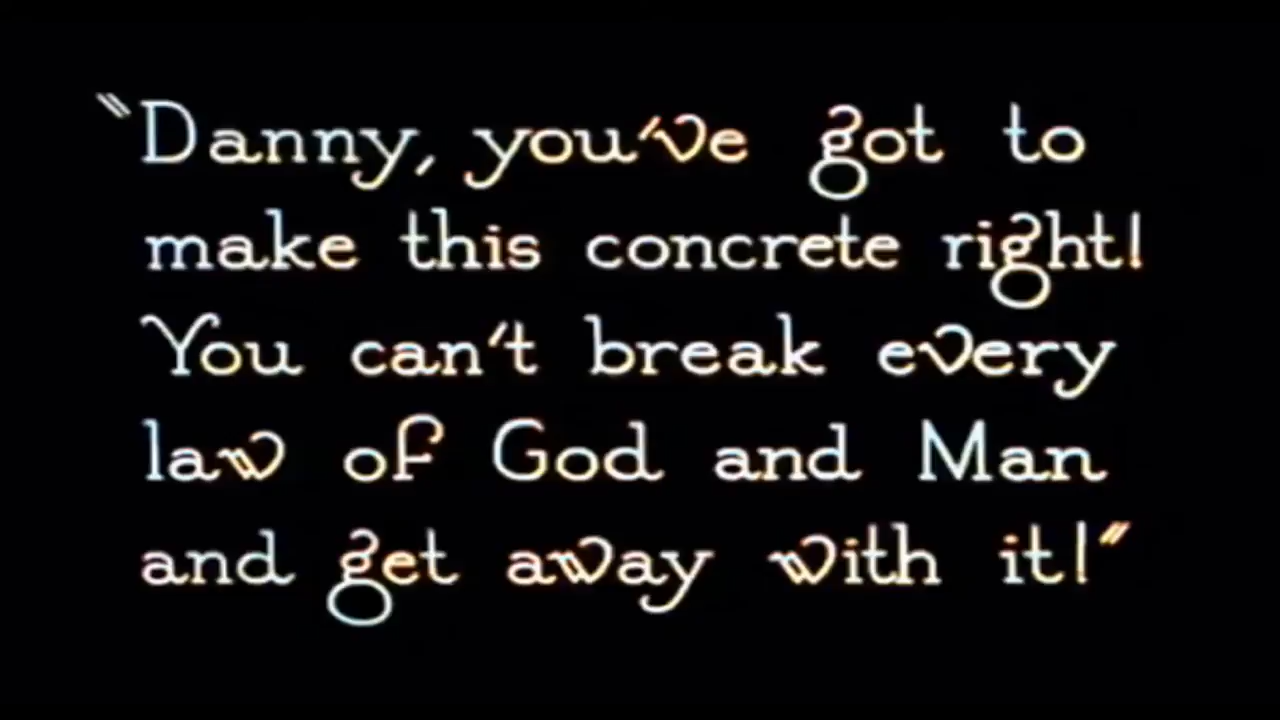 "Danny, you've got to
make this concrete right!
You can't break every
law of God and Man
and get away with it!"